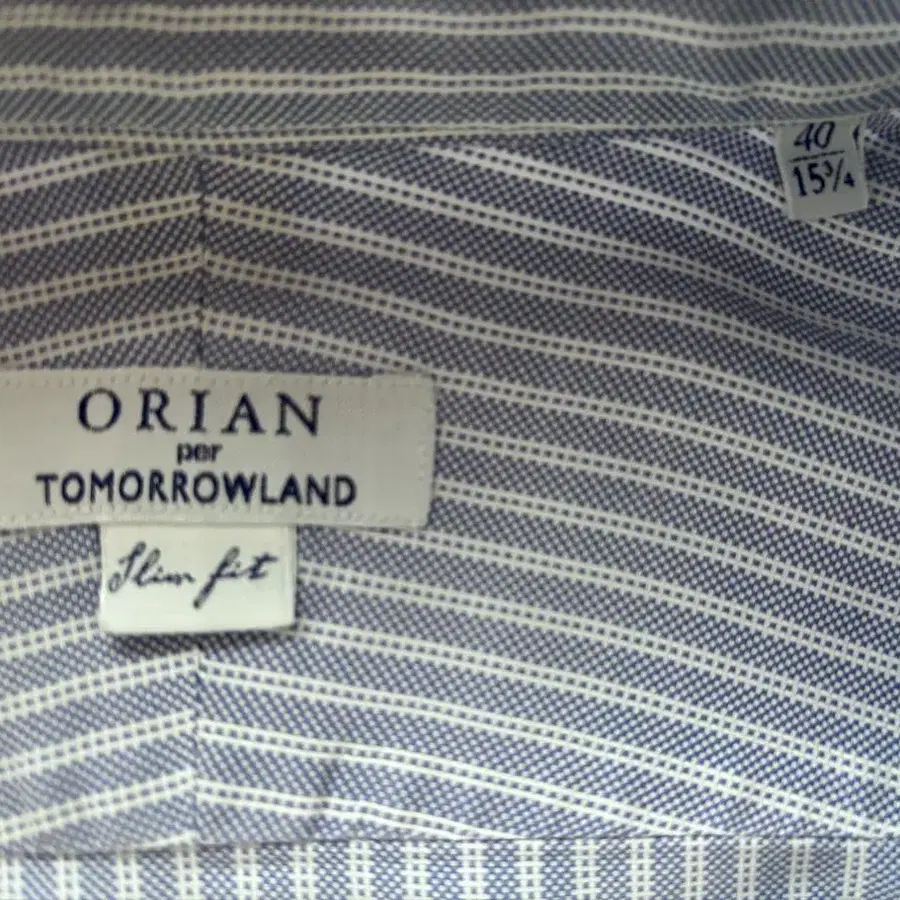 40
15¾
ORIAN
per
TOMORROWLAND
Slim fit